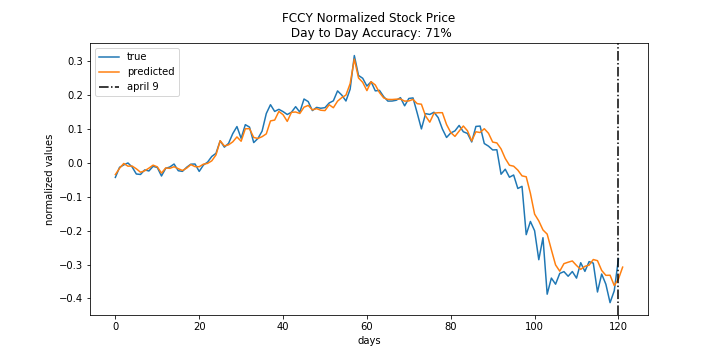 FCCY Normalized Stock Price
Day to Day Accuracy: 71%
true
predicted
april 9
normalized values
0.3
0.2
0.1
0.0
−0.1
−0.2
−0.3
−0.4
0
20
40
60
80
100
120
days